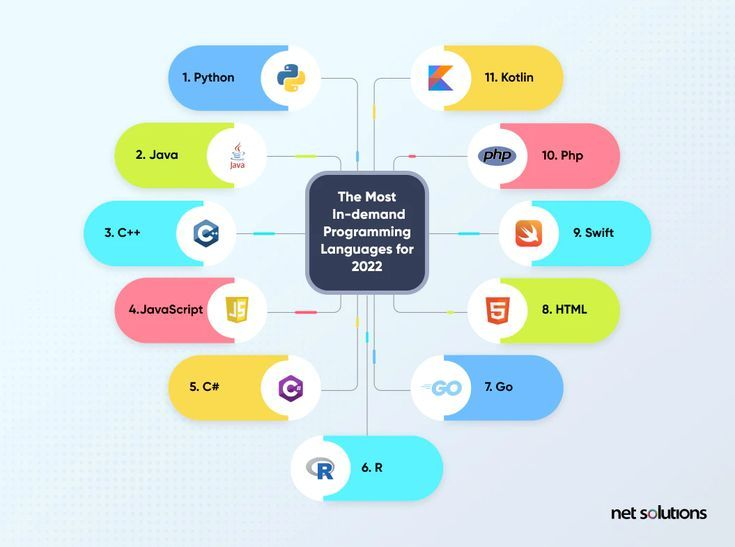 The Most
In-demand
Programming
Languages for
2022
1. Python
2. Java
Java
3. C++
C++
4.JavaScript
JS
5. C#
C#
6. R
R
7. Go
GO
8. HTML
5
9. Swift
10. Php
php
11. Kotlin
net solutions